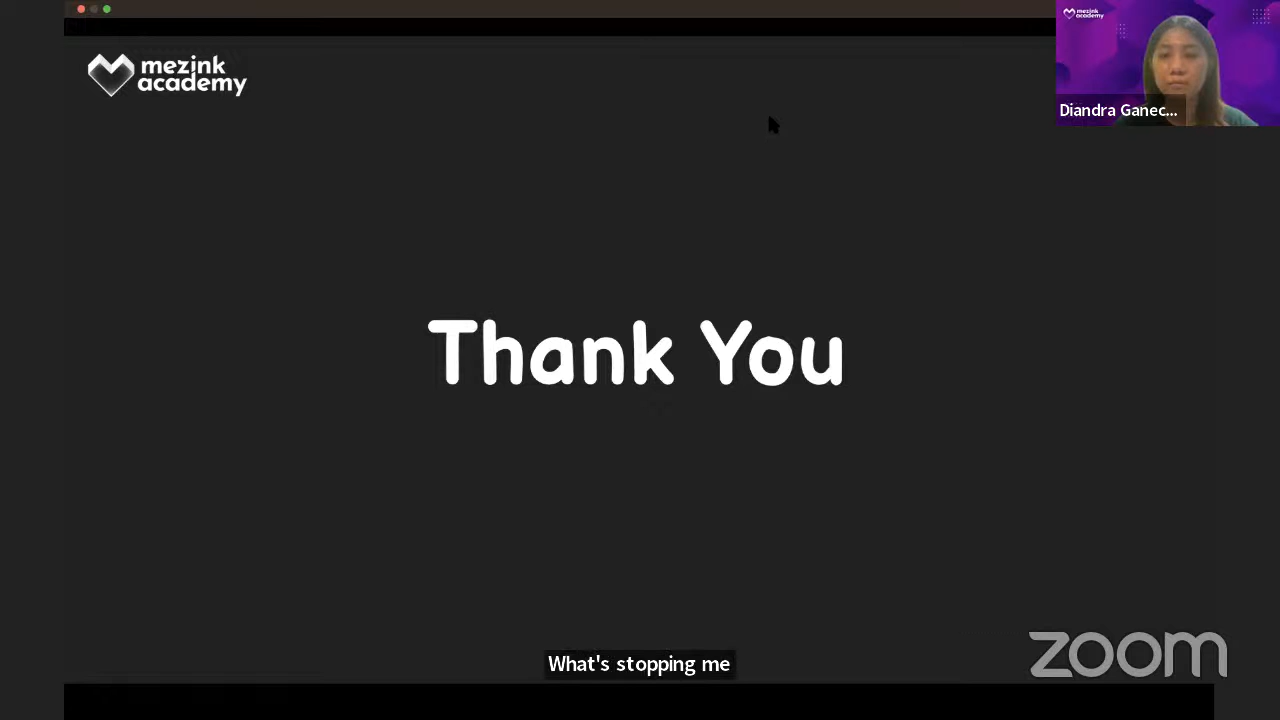 mezink
academy
mezink
academy
Diandra Ganec...
Thank You
What's stopping me
zoom